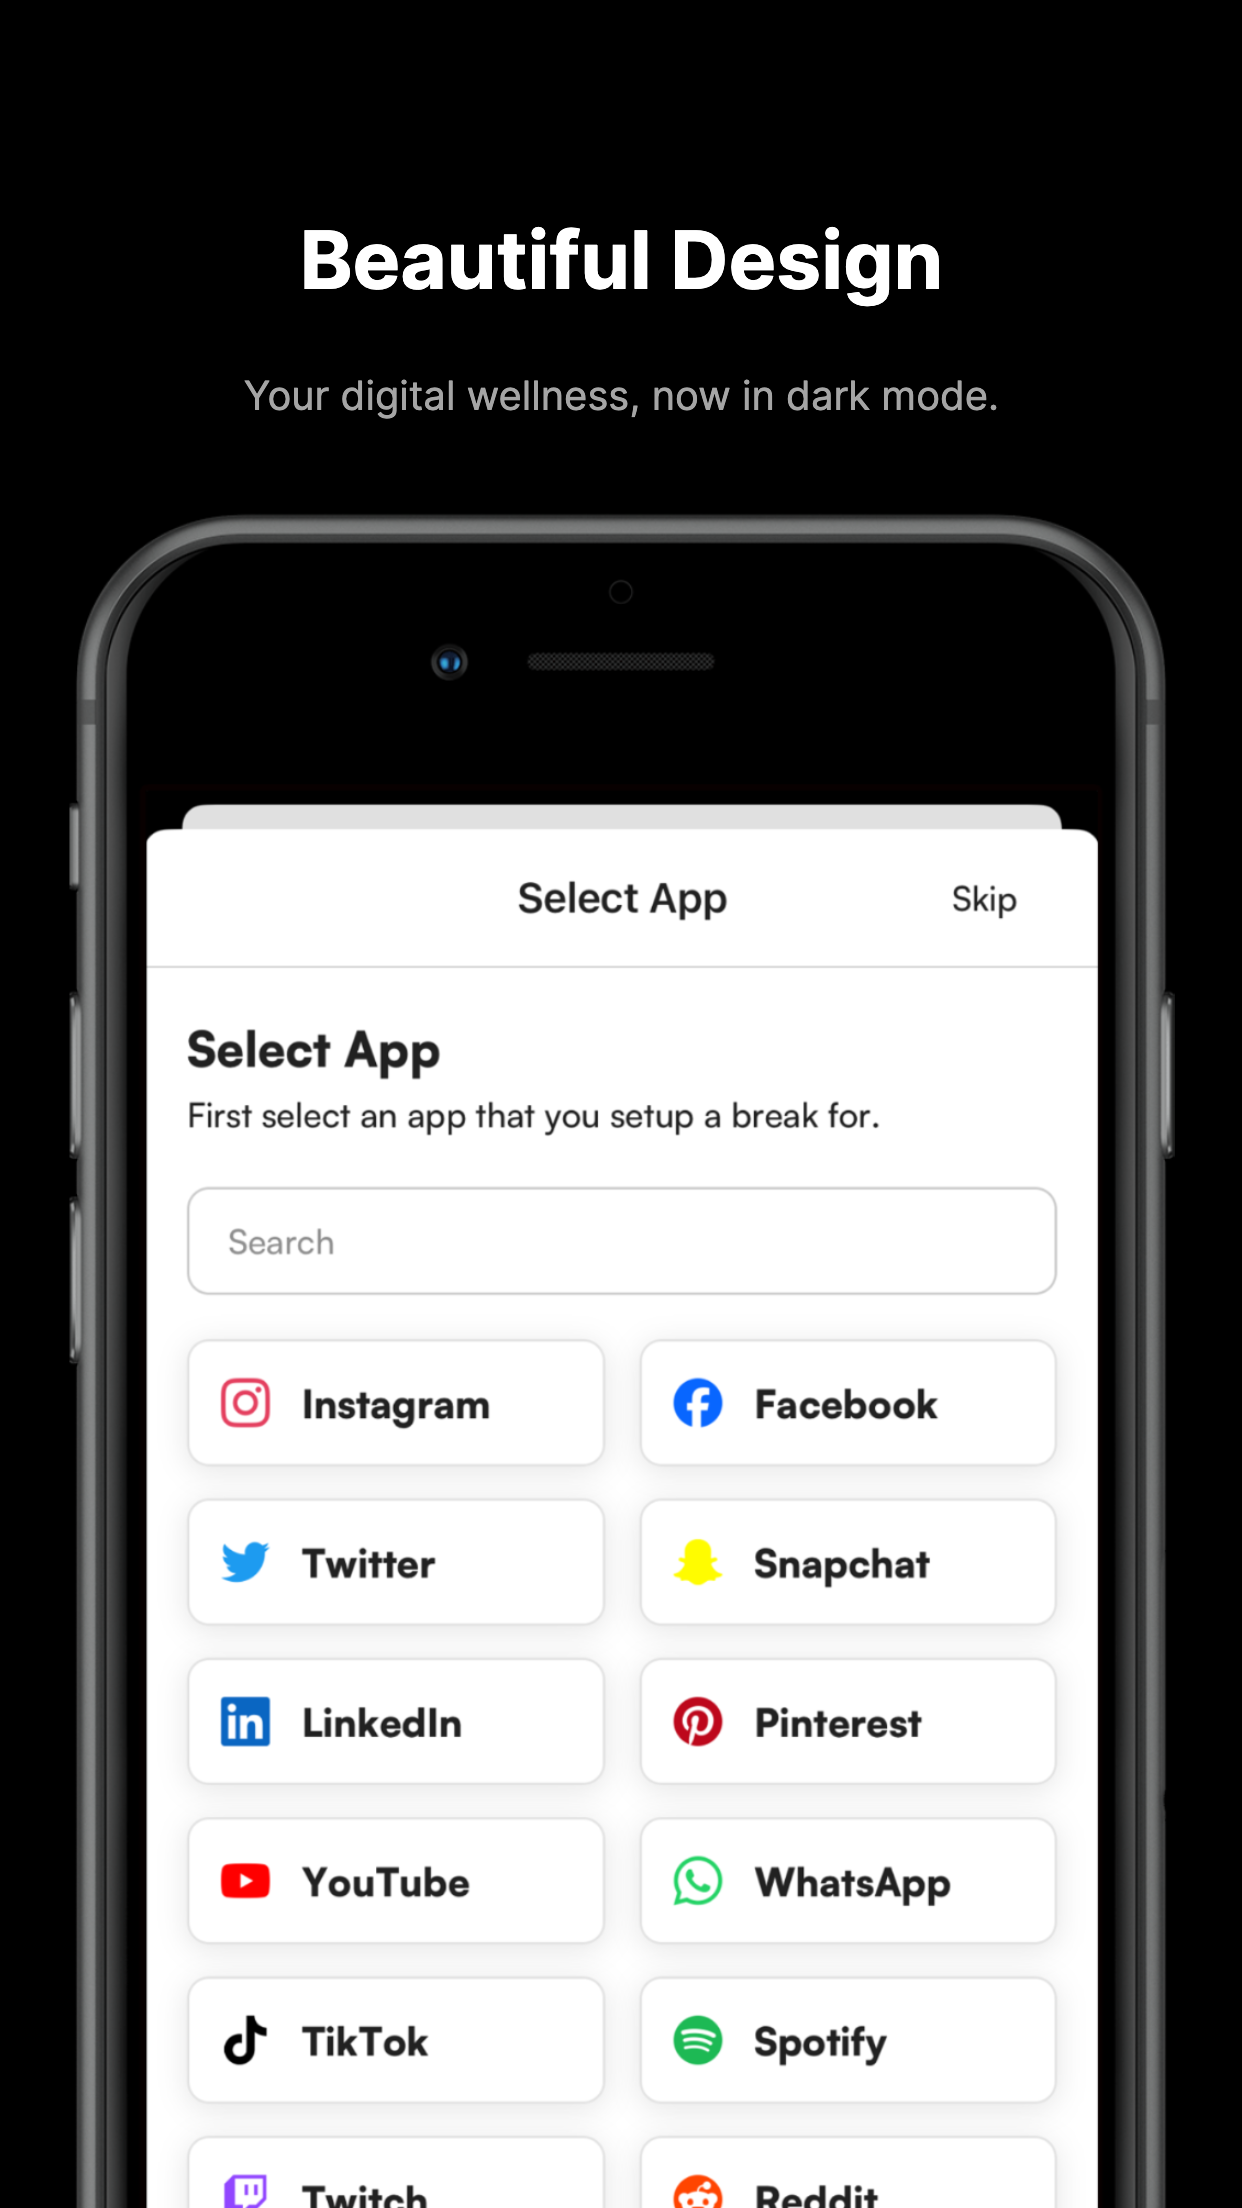 Beautiful Design
Your digital wellness, now in dark mode.
Select App
Skip
Select App
First select an app that you setup a break for.
Search
Instagram
Facebook
Twitter
Snapchat
LinkedIn
Pinterest
YouTube
WhatsApp
TikTok
Spotify
Twitch
Reddit